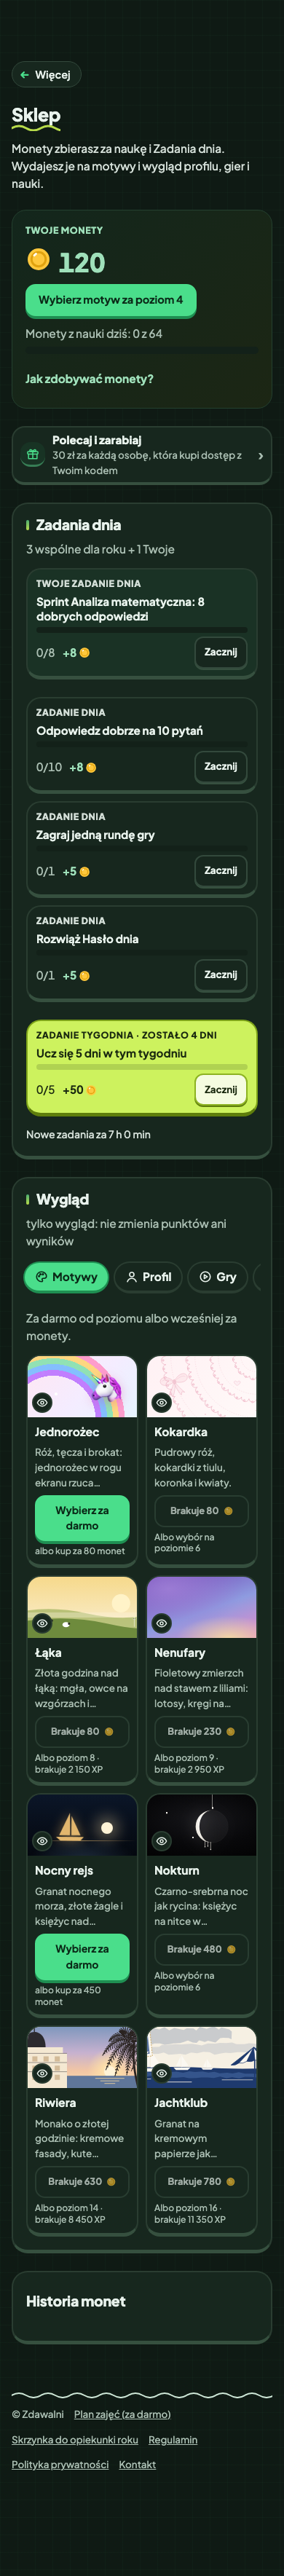 Więcej
Sklep
Monety zbierasz za naukę i Zadania dnia.
Wydajesz je na motywy i wygląd profilu, gier i
nauki.
TWOJE MONETY
120
Wybierz motyw za poziom 4
Monety z nauki dziś: 0 z 64
Jak zdobywać monety?
Polecaj i zarabiaj
30 zł za każdą osobę, która kupi dostęp z
Twoim kodem
Zadania dnia
3 wspólne dla roku + 1 Twoje
TWOJE ZADANIE DNIA
Sprint Analiza matematyczna: 8
dobrych odpowiedzi
0/8 +8
Zacznij
ZADANIE DNIA
Odpowiedz dobrze na 10 pytań
0/10 +8
Zacznij
ZADANIE DNIA
Zagraj jedną rundę gry
0/1 +5
Zacznij
ZADANIE DNIA
Rozwiąż Hasło dnia
0/1 +5
Zacznij
ZADANIE TYGODNIA · ZOSTAŁO 4 DNI
Ucz się 5 dni w tym tygodniu
0/5 +50
Zacznij
Nowe zadania za 7 h 0 min
Wygląd
tylko wygląd: nie zmienia punktów ani
wyników
Motywy
Profil
Gry
Za darmo od poziomu albo wcześniej za
monety.
Jednorożec
Róż, tęcza i brokat:
jednorożec w rogu
ekranu rzuca…
Wybierz za
darmo
albo kup za 80 monet
Kokardka
Pudrowy róż,
kokardki z tiulu,
koronka i kwiaty.
Brakuje 80
Albo wybór na
poziomie 6
Łąka
Złota godzina nad
łąką: mgła, owce na
wzgórzach i…
Brakuje 80
Albo poziom 8 ·
brakuje 2 150 XP
Nenufary
Fioletowy zmierzch
nad stawem z liliami:
lotosy, kręgi na…
Brakuje 230
Albo poziom 9 ·
brakuje 2 950 XP
Nocny rejs
Granat nocnego
morza, złote żagle i
księżyc nad…
Wybierz za
darmo
albo kup za 450
monet
Nokturn
Czarno-srebrna noc
jak rycina: księżyc
na nitce w…
Brakuje 480
Albo wybór na
poziomie 6
Riwiera
Monako o złotej
godzinie: kremowe
fasady, kute…
Brakuje 630
Albo poziom 14 ·
brakuje 8 450 XP
Jachtklub
Granat na
kremowym
papierze jak…
Brakuje 780
Albo poziom 16 ·
brakuje 11 350 XP
Historia monet
© Zdawalni Plan zajęć (za darmo)
Skrzynka do opiekunki roku Regulamin
Polityka prywatności Kontakt